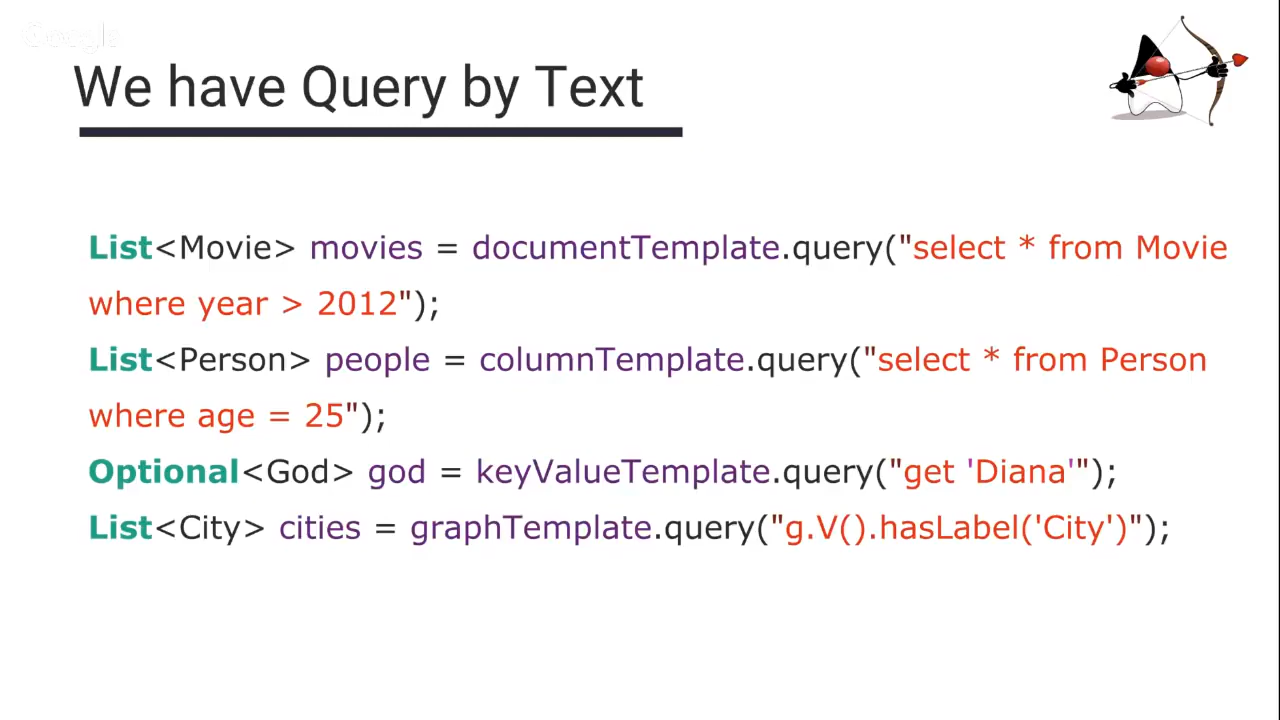 Google
We have Query by Text
List<Movie> movies = documentTemplate.query("select * from Movie
where year > 2012");
List<Person> people = columnTemplate.query("select * from Person
where age = 25");
Optional<God> god = keyValueTemplate.query("get 'Diana'");
List<City> cities = graphTemplate.query("g.V().hasLabel('City')");